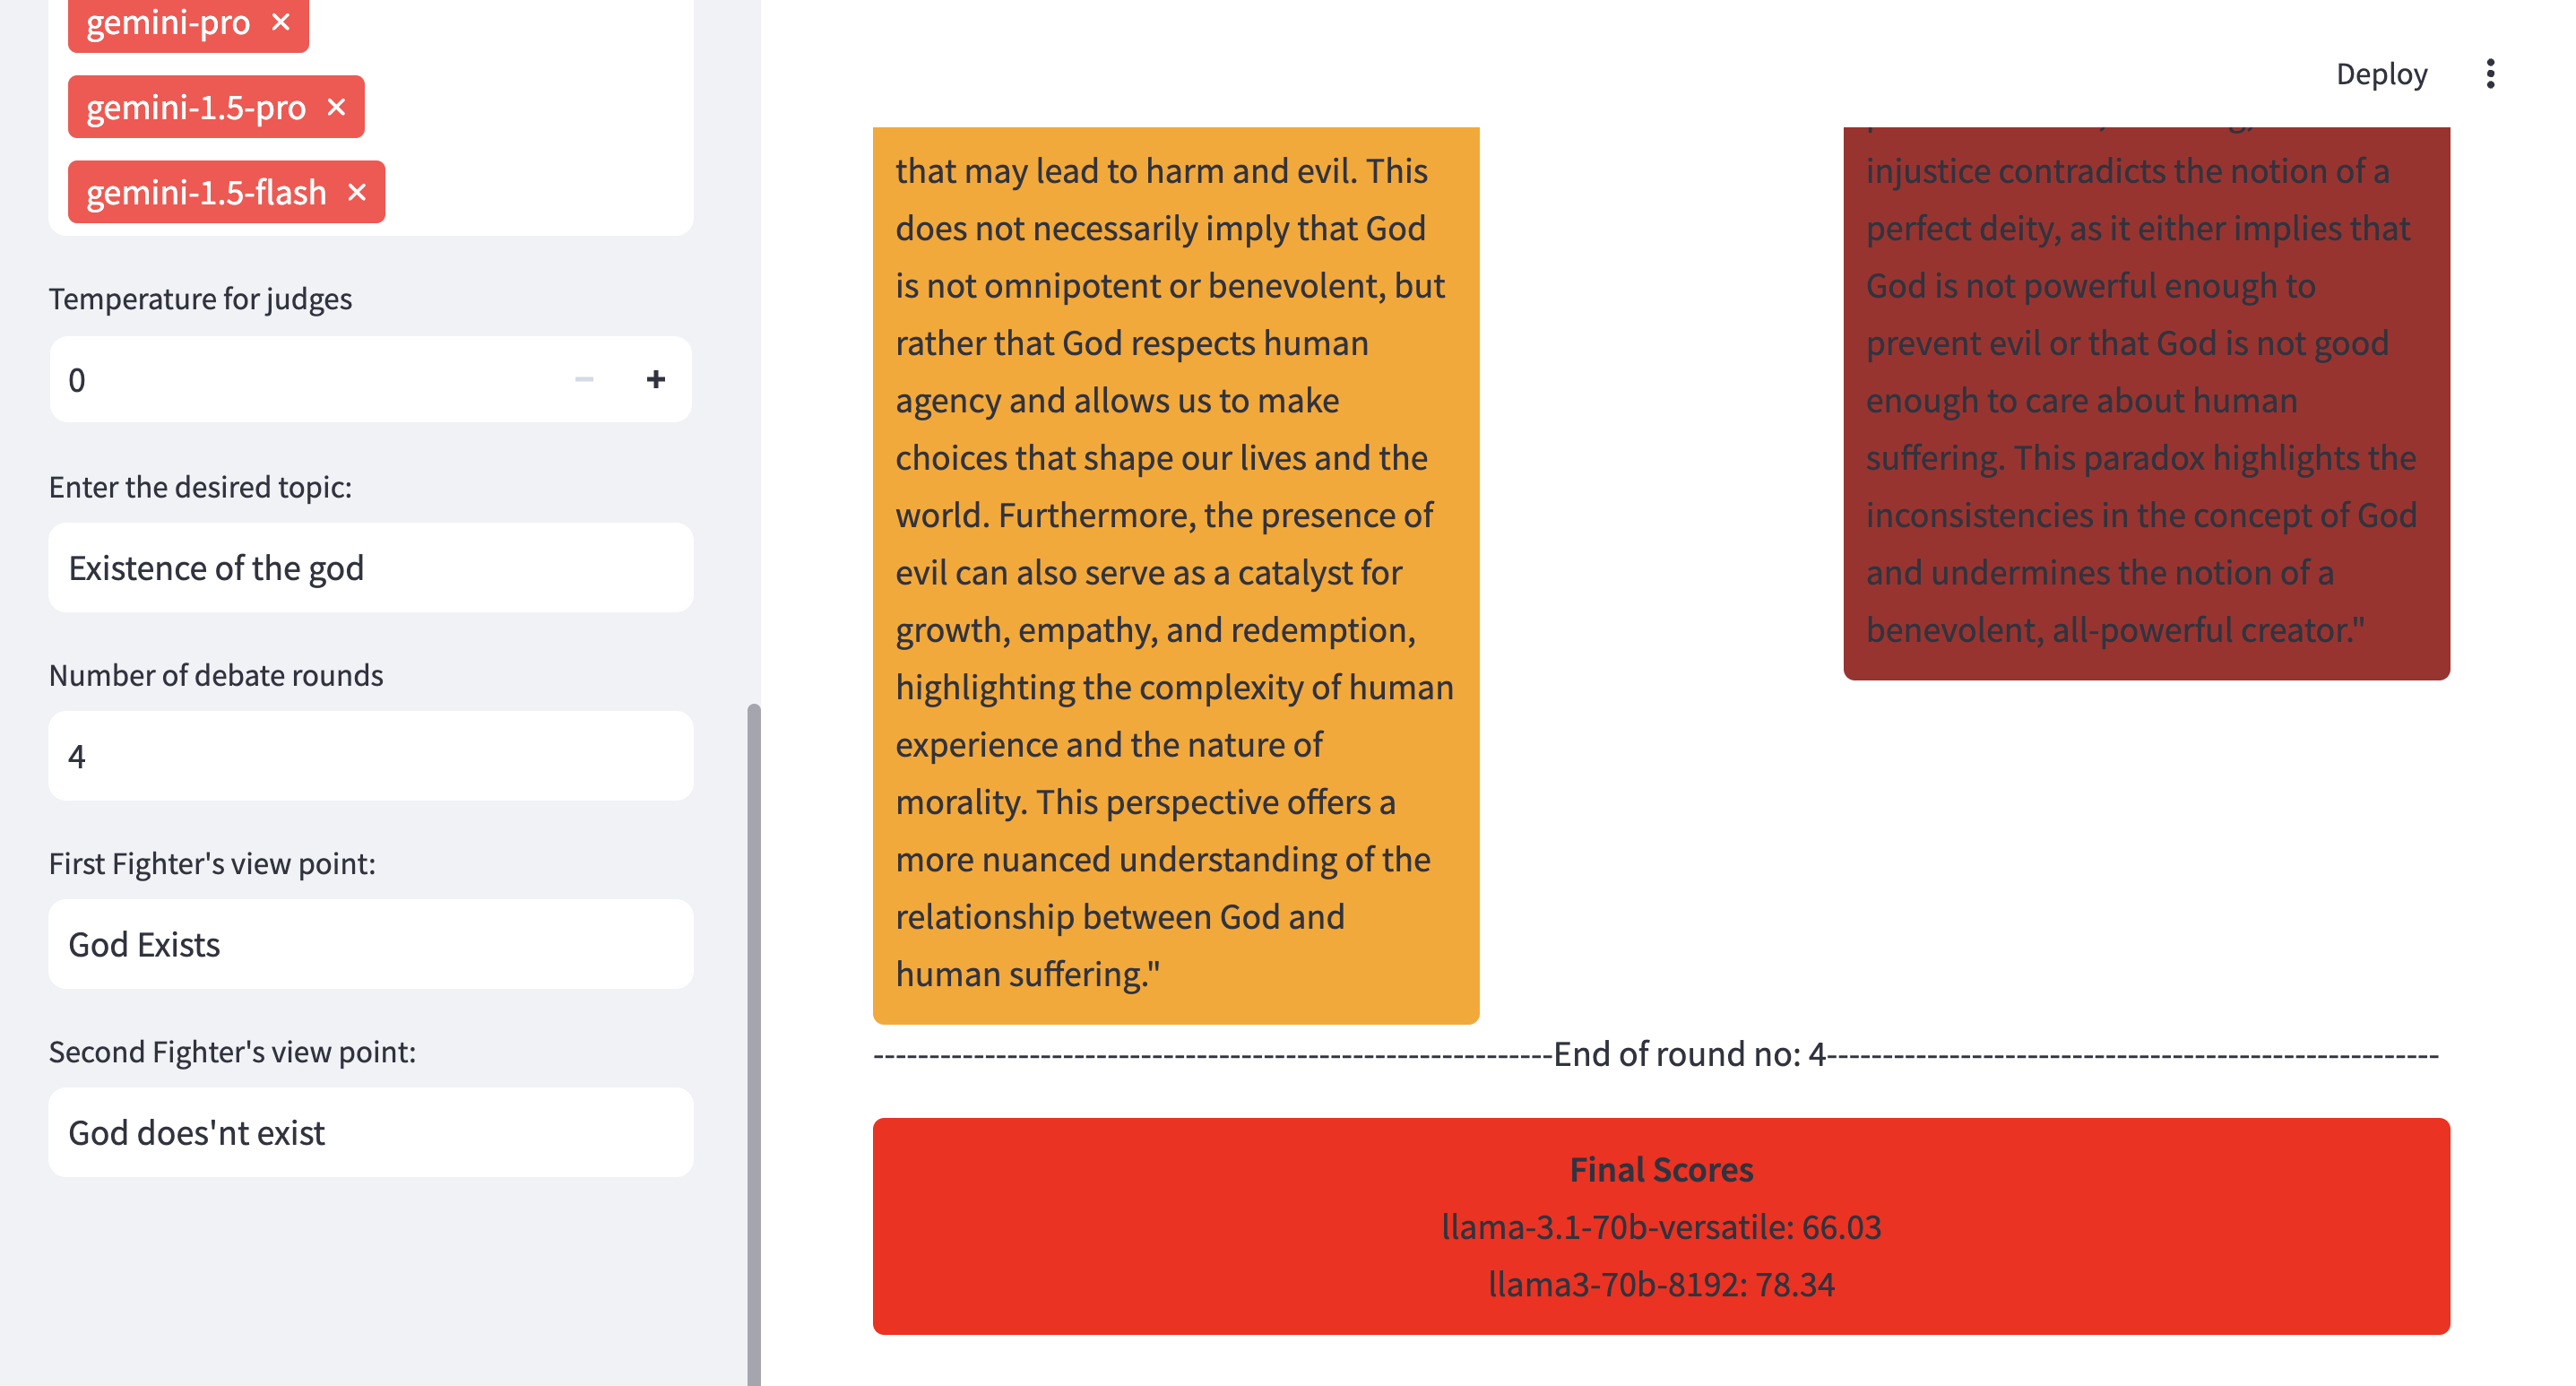 gemini-pro ×
gemini-1.5-pro ×
gemini-1.5-flash ×
Temperature for judges
0
Enter the desired topic:
Existence of the god
Number of debate rounds
4
First Fighter's view point:
God Exists
Second Fighter's view point:
God does'nt exist
Deploy
that may lead to harm and evil. This
does not necessarily imply that God
is not omnipotent or benevolent, but
rather that God respects human
agency and allows us to make
choices that shape our lives and the
world. Furthermore, the presence of
evil can also serve as a catalyst for
growth, empathy, and redemption,
highlighting the complexity of human
experience and the nature of
morality. This perspective offers a
more nuanced understanding of the
relationship between God and
human suffering."
injustice contradicts the notion of a
perfect deity, as it either implies that
God is not powerful enough to
prevent evil or that God is not good
enough to care about human
suffering. This paradox highlights the
inconsistencies in the concept of God
and undermines the notion of a
benevolent, all-powerful creator."
-------------------------------------------------------------End of round no: 4-------------------------------------------------------
Final Scores
llama-3.1-70b-versatile: 66.03
llama3-70b-8192: 78.34